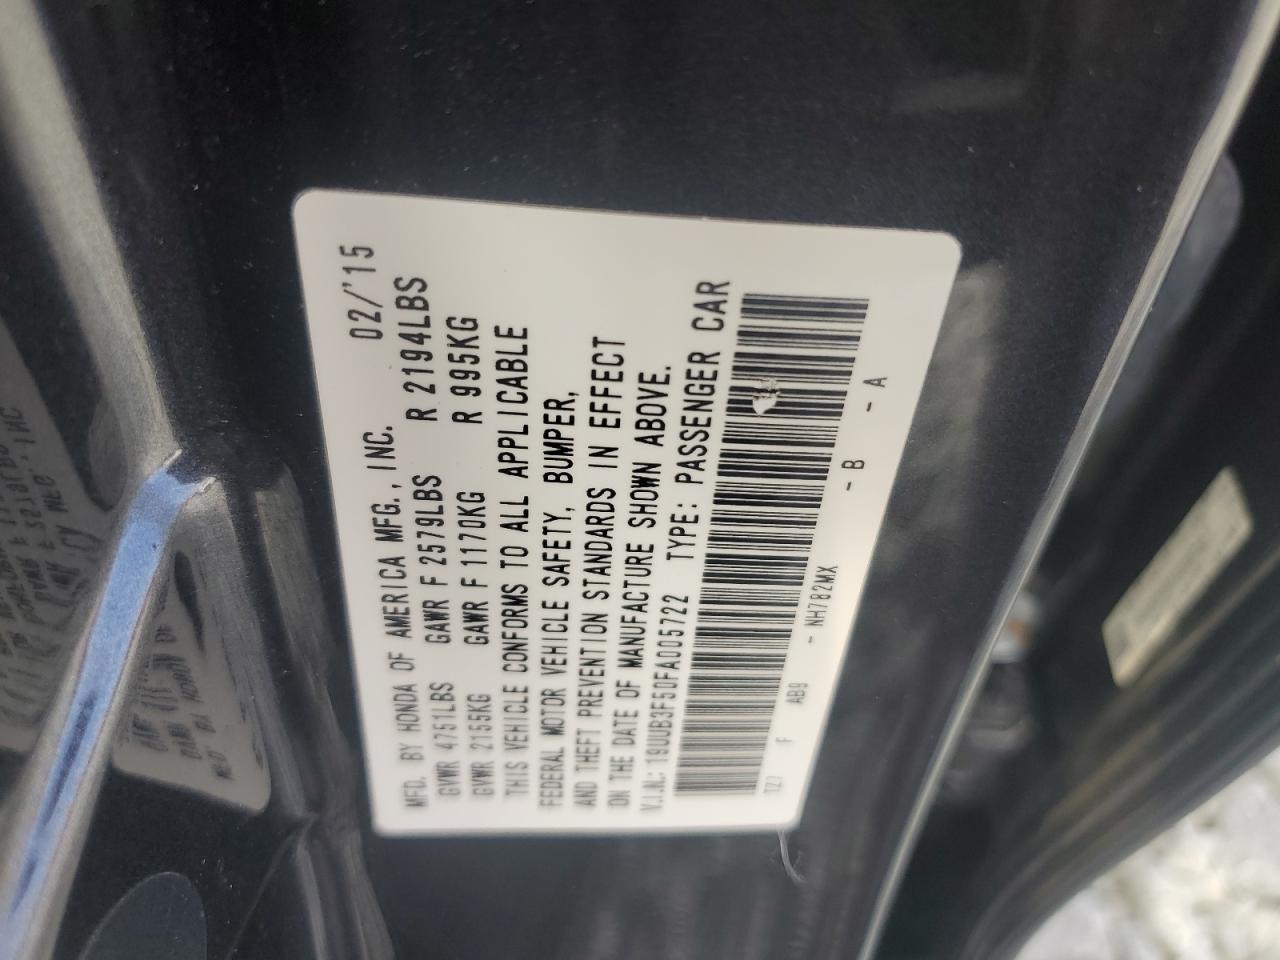 MFD. BY HONDA OF AMERICA MFG., INC. 02/'15
GVWR 4751LBS GAWR F 2579LBS R 2194LBS
GVWR 2155KG GAWR F 1170KG R 995KG
THIS VEHICLE CONFORMS TO ALL APPLICABLE
FEDERAL MOTOR VEHICLE SAFETY, BUMPER,
AND THEFT PREVENTION STANDARDS IN EFFECT
ON THE DATE OF MANUFACTURE SHOWN ABOVE.
V.I.N.: 19UUB3F50FA005722 TYPE: PASSENGER CAR
TZ7 F AB9 - NH782MX - B - A